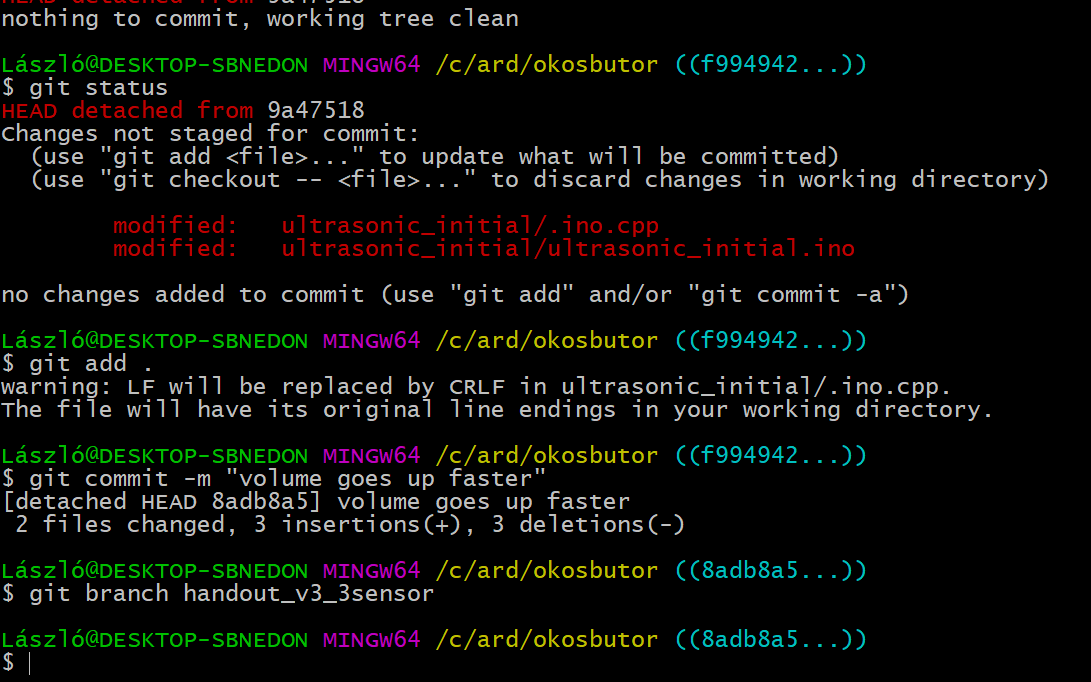 HEAD detached from 9a47518
nothing to commit, working tree clean
László@DESKTOP-SBNEDON MINGW64 /c/ard/okosbutor ((f994942...))
$ git status
HEAD detached from 9a47518
Changes not staged for commit:
  (use "git add <file>..." to update what will be committed)
  (use "git checkout -- <file>..." to discard changes in working directory)
        modified:   ultrasonic_initial/.ino.cpp
        modified:   ultrasonic_initial/ultrasonic_initial.ino
no changes added to commit (use "git add" and/or "git commit -a")
László@DESKTOP-SBNEDON MINGW64 /c/ard/okosbutor ((f994942...))
$ git add .
warning: LF will be replaced by CRLF in ultrasonic_initial/.ino.cpp.
The file will have its original line endings in your working directory.
László@DESKTOP-SBNEDON MINGW64 /c/ard/okosbutor ((f994942...))
$ git commit -m "volume goes up faster"
[detached HEAD 8adb8a5] volume goes up faster
 2 files changed, 3 insertions(+), 3 deletions(-)
László@DESKTOP-SBNEDON MINGW64 /c/ard/okosbutor ((8adb8a5...))
$ git branch handout_v3_3sensor
László@DESKTOP-SBNEDON MINGW64 /c/ard/okosbutor ((8adb8a5...))
$